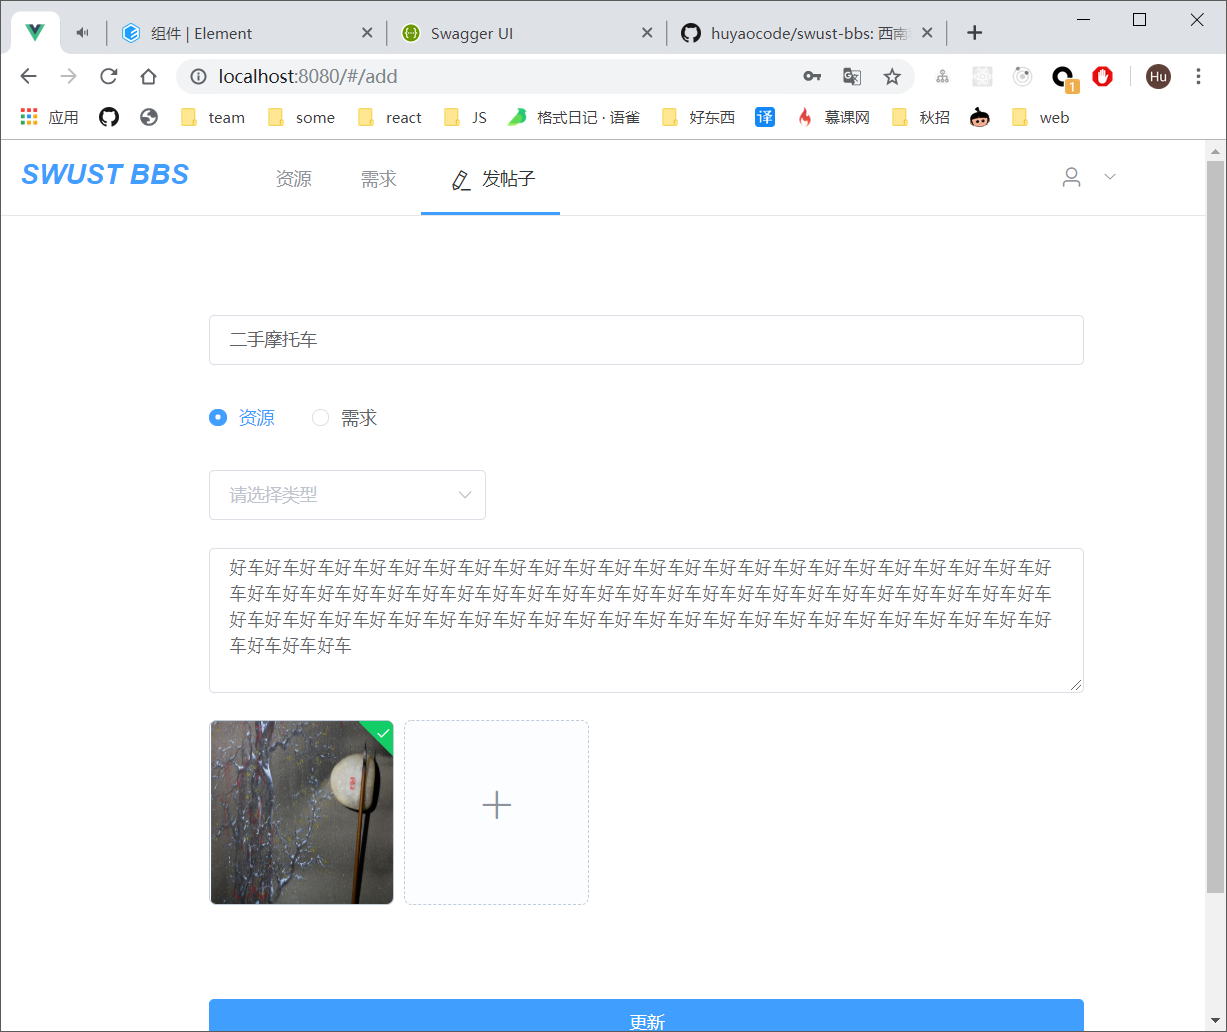 组件 | Element
Swagger UI
huyaocode/swust-bbs: 西南
localhost:8080/#/add
1
Hu
应用
team
some
react
JS
格式日记 · 语雀
好东西
译
慕课网
秋招
web
SWUST BBS
资源
需求
发帖子
二手摩托车
资源
需求
请选择类型
好车好车好车好车好车好车好车好车好车好车好车好车好车好车好车好车好车好车好车好车好车好车好车好
车好车好车好车好车好车好车好车好车好车好车好车好车好车好车好车好车好车好车好车好车好车好车好车
好车好车好车好车好车好车好车好车好车好车好车好车好车好车好车好车好车好车好车好车好车好车好车好
车好车好车好车
更新